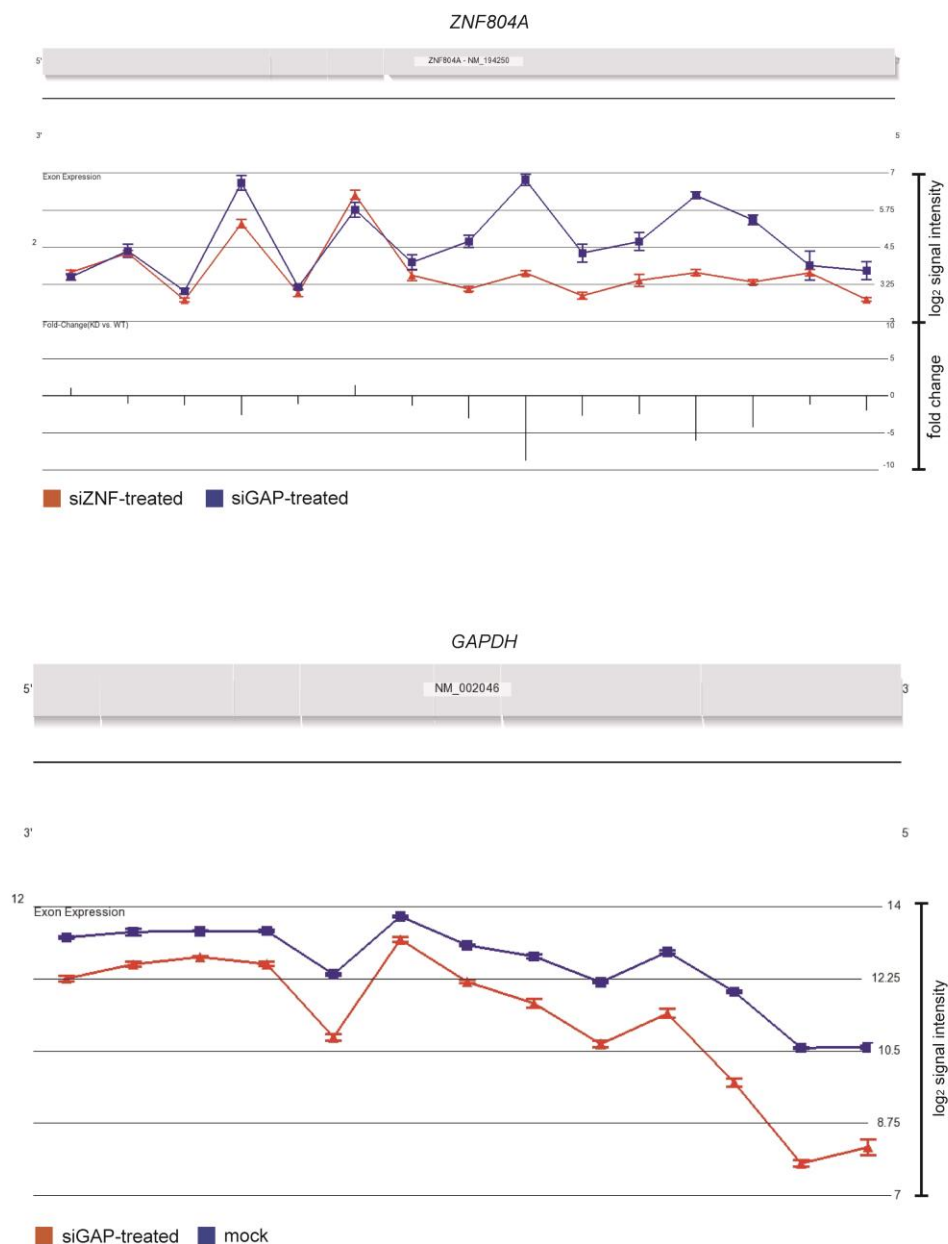 ZNF804A
5'
ZNF804A - NM_194250
3'
5
Exon Expression
7
5.75
2
4.5
3.25
2
log2 signal intensity
Fold-Change(KD vs. WT)
10
5
0
-5
-10
fold change
siZNF-treated
siGAP-treated
GAPDH
5'
NM_002046
3
3'
5
12
Exon Expression
14
12.25
10.5
8.75
7
log2 signal intensity
siGAP-treated
mock